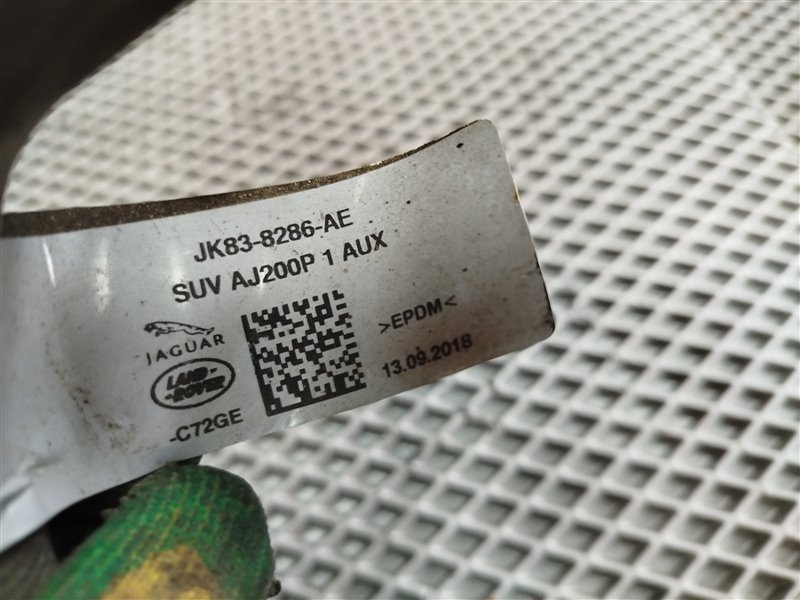 JK83-8286-AE
SUV AJ200P 1 AUX
JAGUAR
LAND-
-ROVER
-C72GE
>EPDM<
13.09.2018